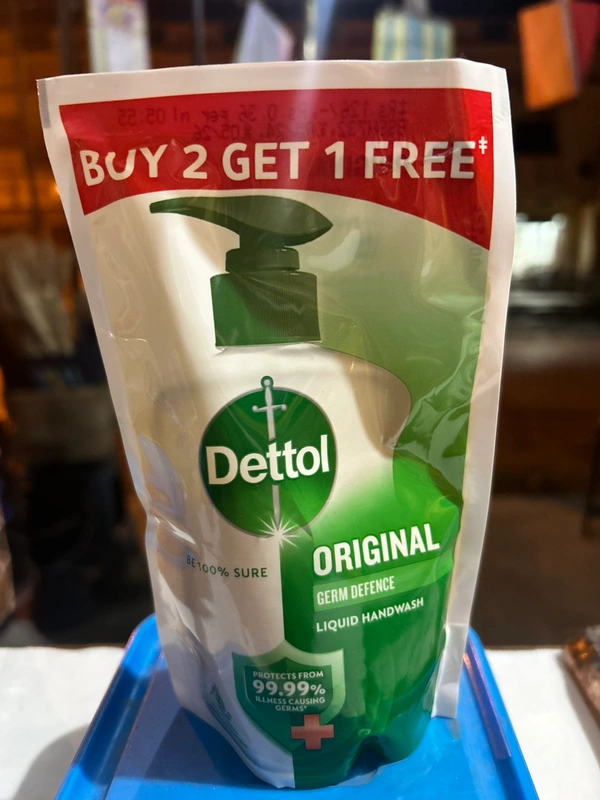 BUY 2 GET 1 FREE‡
Dettol
BE 100% SURE
ORIGINAL
GERM DEFENCE
LIQUID HANDWASH
PROTECTS FROM
99.99%
ILLNESS CAUSING
GERMS*